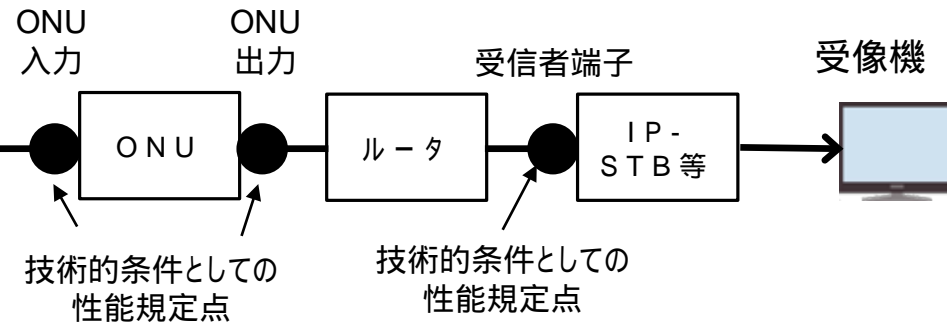 ONU
入力
ONU
出力
受信者端子
受像機
ONU
ルータ
IP-
STB等
技術的条件としての
性能規定点
技術的条件としての
性能規定点